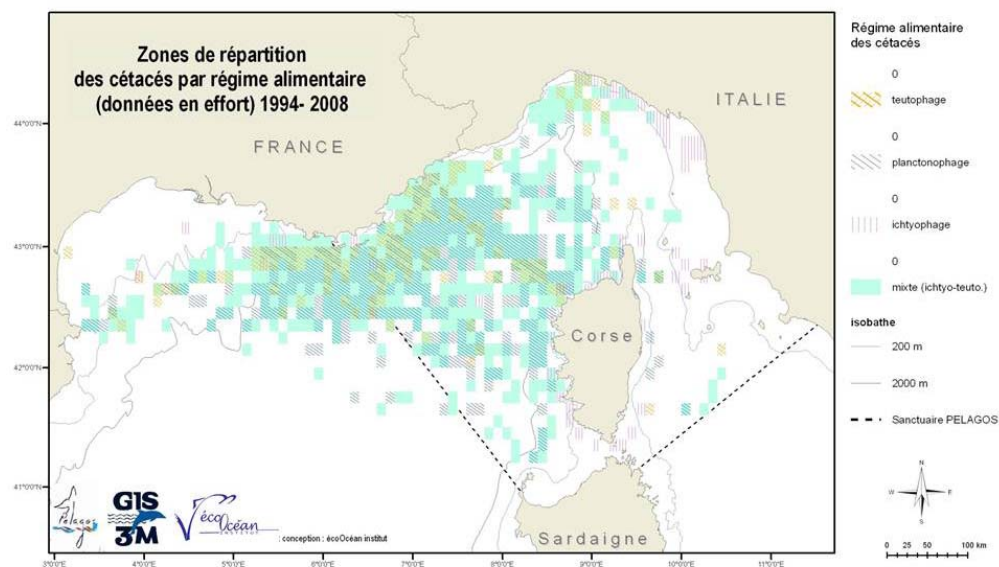 Zones de répartition
des cétacés par régime alimentaire
(données en effort) 1994- 2008
FRANCE
ITALIE
Corse
Sardaigne
44°0'0"N
43°0'0"N
42°0'0"N
41°0'0"N
3°0'0"E
4°0'0"E
5°0'0"E
6°0'0"E
7°0'0"E
8°0'0"E
9°0'0"E
10°0'0"E
11°0'0"E
Pelagos
GIS
3M
écoOcéan
INSTITUT
: conception : écoOcéan institut
Régime alimentaire
des cétacés
0
teutophage
0
planctonophage
0
ichtyophage
0
mixte (ichtyo-teuto.)
isobathe
200 m
2000 m
Sanctuaire PELAGOS
N
W
E
S
0 25 50 100 km